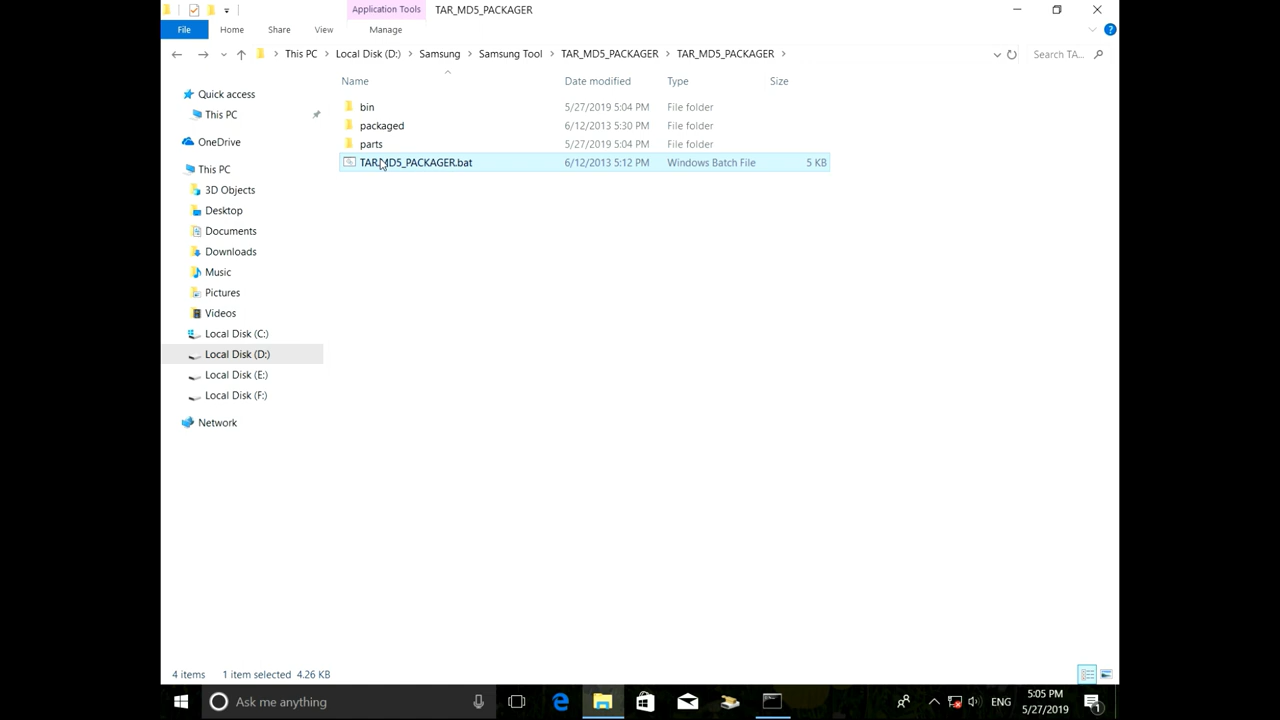 Application Tools TAR_MD5_PACKAGER
File Home Share View Manage
This PC Local Disk (D:) Samsung Samsung Tool TAR_MD5_PACKAGER TAR_MD5_PACKAGER Search TA...
Name Date modified Type Size
Quick access
This PC
OneDrive
This PC
3D Objects
Desktop
Documents
Downloads
Music
Pictures
Videos
Local Disk (C:)
Local Disk (D:)
Local Disk (E:)
Local Disk (F:)
Network
bin 5/27/2019 5:04 PM File folder
packaged 6/12/2013 5:30 PM File folder
parts 5/27/2019 5:04 PM File folder
TAR_MD5_PACKAGER.bat 6/12/2013 5:12 PM Windows Batch File 5 KB
4 items 1 item selected 4.26 KB
Ask me anything ENG 5:05 PM
5/27/2019 1